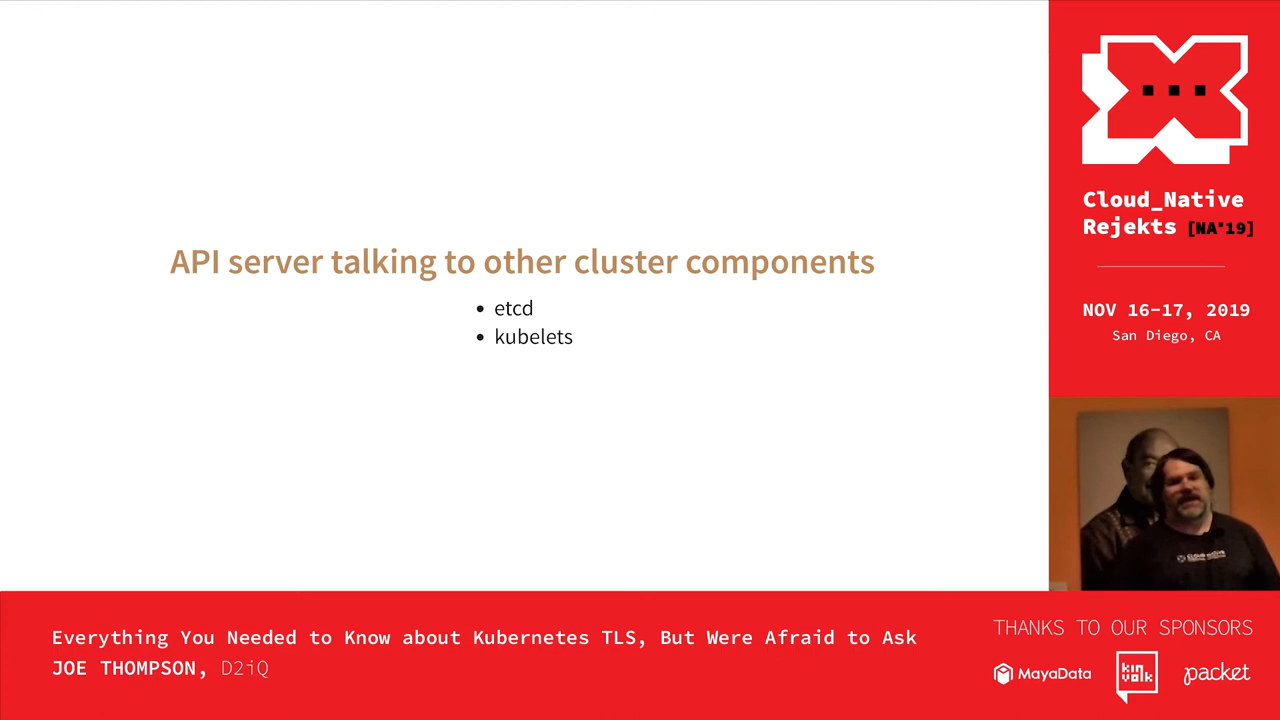 API server talking to other cluster components
• etcd
• kubelets
Cloud_Native
Rejekts [NA'19]
NOV 16-17, 2019
San Diego, CA
Everything You Needed to Know about Kubernetes TLS, But Were Afraid to Ask
JOE THOMPSON, D2iQ
THANKS TO OUR SPONSORS
MayaData
kin
volk
packet